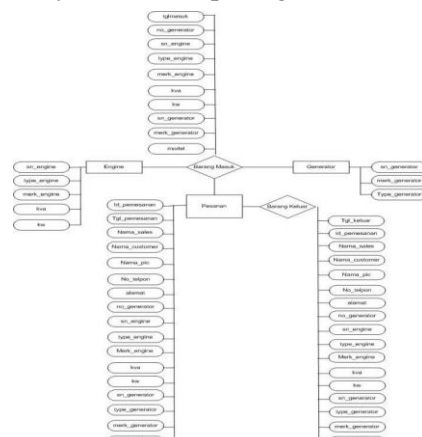 tglmasuk
no_generator
sn_engine
type_engine
merk_engine
kva
kw
sn_generator
merk_generator
model
Engine
Barang Masuk
Generator
sn_engine
type_engine
merk_engine
kva
kw
sn_generator
merk_generator
Type_generator
Pesanan
Barang Keluar
Id_pemesanan
Tgl_pemesanan
Nama_sales
Nama_customer
Nama_pic
No_telpon
alamat
no_generator
sn_engine
type_engine
Merk_engine
kva
kw
sn_generator
type_generator
merk_generator
Tgl_keluar
Id_pemesanan
Nama_sales
Nama_customer
Nama_pic
No_telpon
alamat
no_generator
sn_engine
type_engine
Merk_engine
kva
kw
sn_generator
type_generator
merk_generator